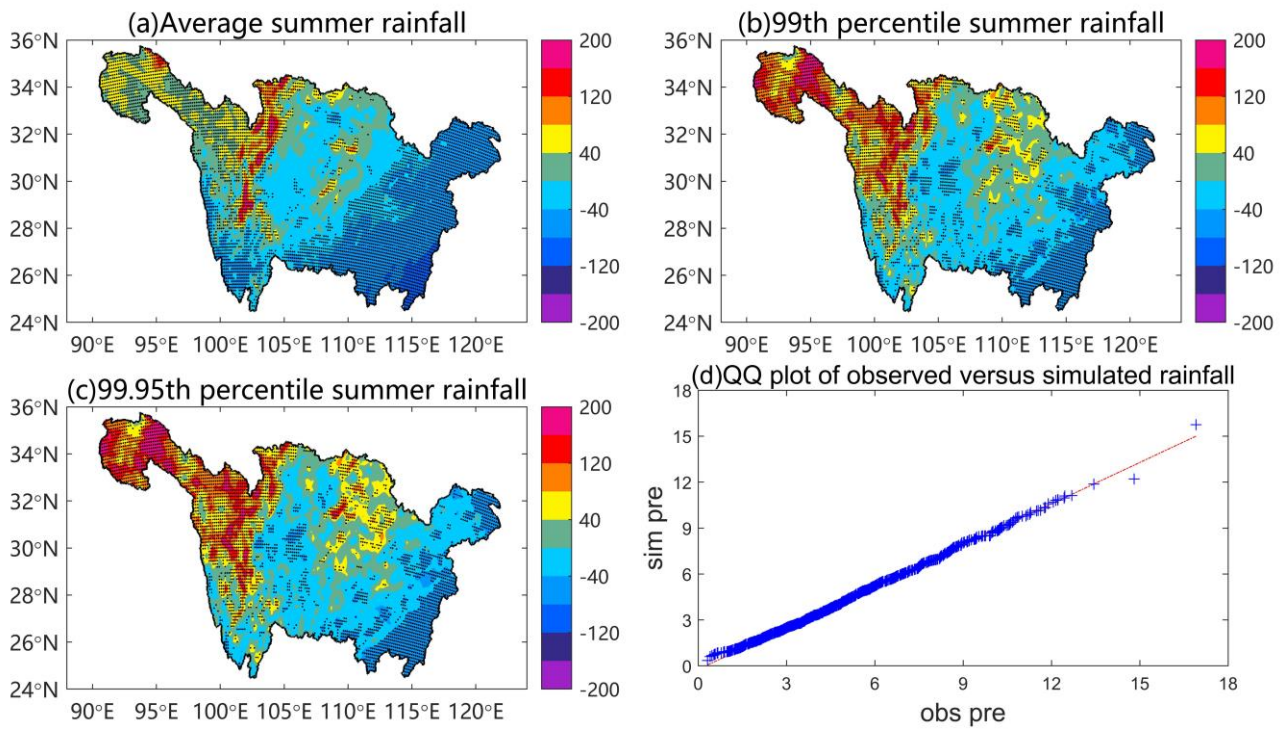 (a)Average summer rainfall
36°N
34°N
32°N
30°N
28°N
26°N
24°N
90°E 95°E 100°E 105°E 110°E 115°E 120°E
200
120
40
-40
-120
-200
(b)99th percentile summer rainfall
36°N
34°N
32°N
30°N
28°N
26°N
24°N
90°E 95°E 100°E 105°E 110°E 115°E 120°E
200
120
40
-40
-120
-200
(c)99.95th percentile summer rainfall
36°N
34°N
32°N
30°N
28°N
26°N
24°N
90°E 95°E 100°E 105°E 110°E 115°E 120°E
200
120
40
-40
-120
-200
(d)QQ plot of observed versus simulated rainfall
18
15
12
9
6
3
0
sim pre
0 3 6 9 12 15 18
obs pre